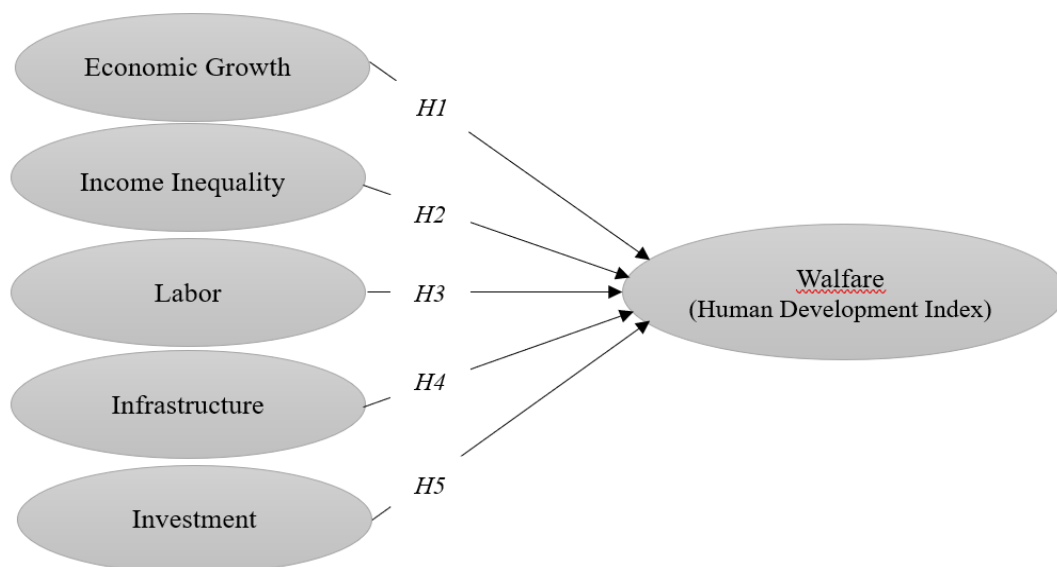 Economic Growth
H1
Income Inequality
H2
Labor
H3
Infrastructure
H4
Investment
H5
Walfare
(Human Development Index)